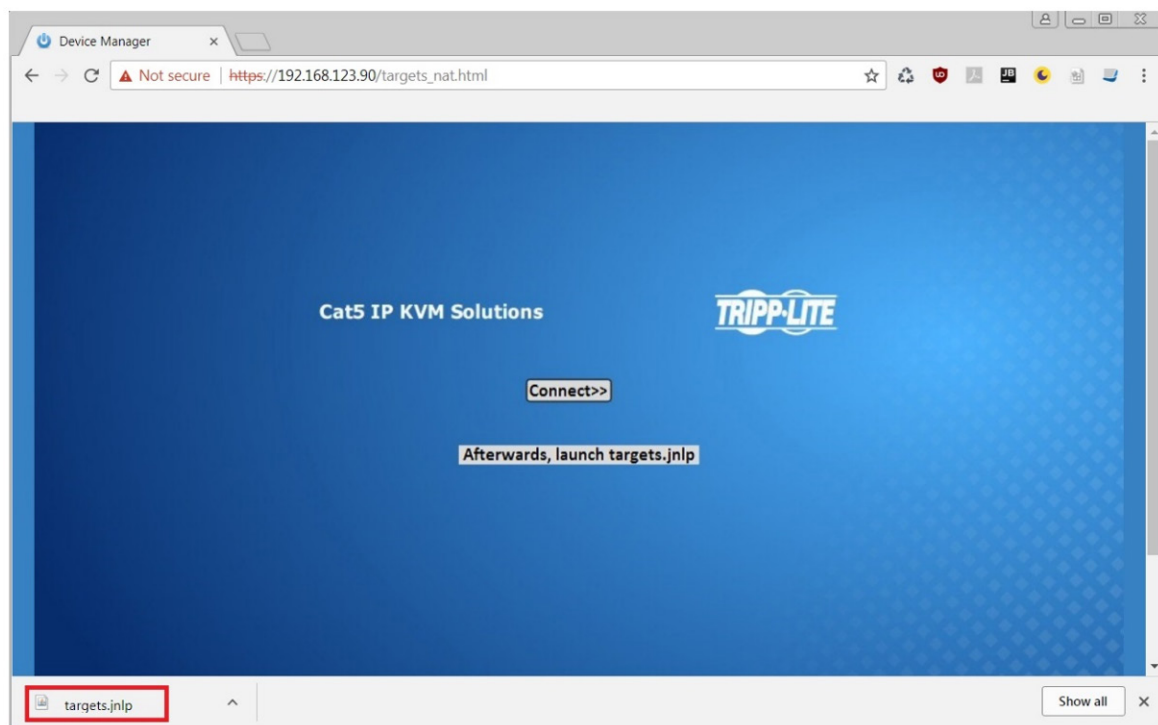 Device Manager
Not secure https://192.168.123.90/targets_nat.html
Cat5 IP KVM Solutions
TRIPP·LITE
Connect>>
Afterwards, launch targets.jnlp
targets.jnlp
Show all